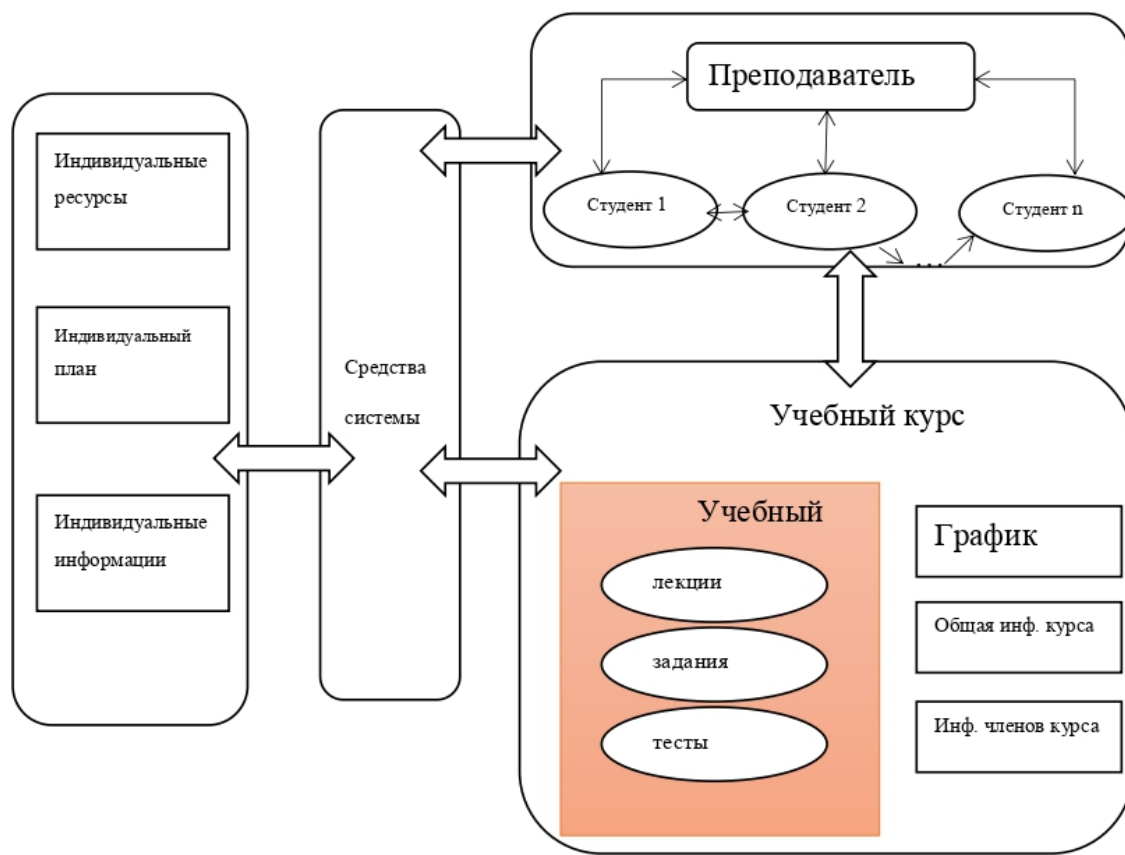 Индивидуальные
ресурсы
Индивидуальный
план
Индивидуальные
информации
Средства
системы
Преподаватель
Студент 1
Студент 2
Студент n
...
Учебный курс
Учебный
лекции
задания
тесты
График
Общая инф. курса
Инф. членов курса